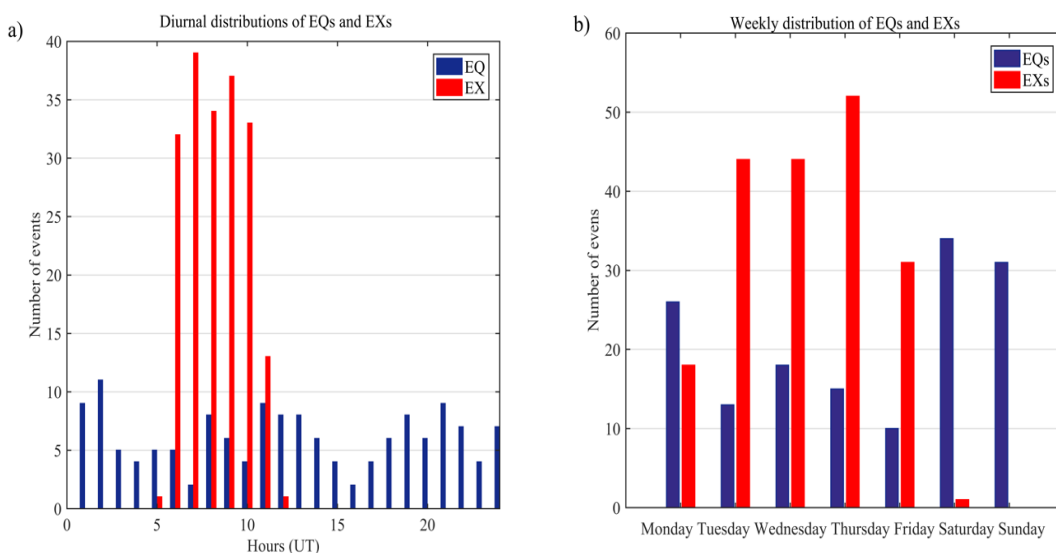 a)
Diurnal distributions of EQs and EXs
40
35
30
25
20
15
10
5
0
Number of events
EQ
EX
0 5 10 15 20
Hours (UT)
b)
Weekly distribution of EQs and EXs
60
50
40
30
20
10
0
Number of evens
EQs
EXs
Monday Tuesday Wednesday Thursday Friday Saturday Sunday